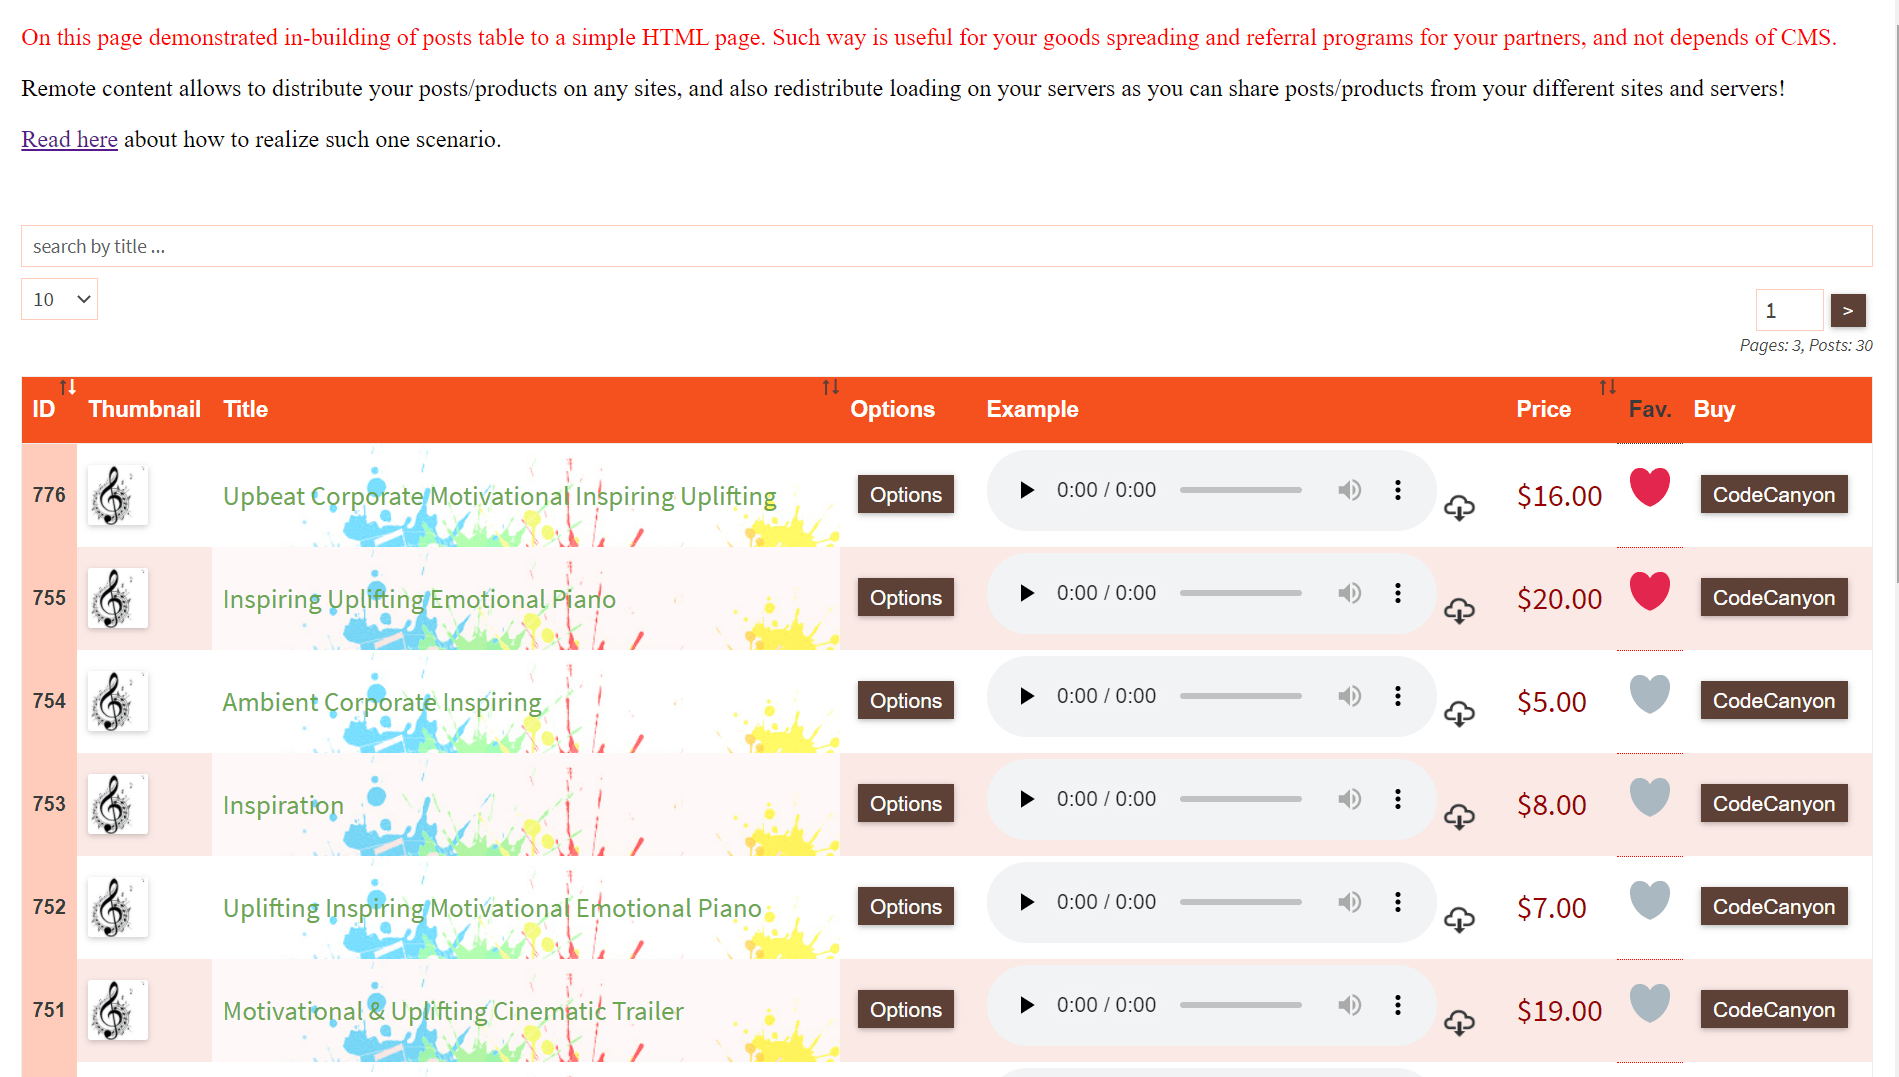 On this page demonstrated in-building of posts table to a simple HTML page. Such way is useful for your goods spreading and referral programs for your partners, and not depends of CMS.
Remote content allows to distribute your posts/products on any sites, and also redistribute loading on your servers as you can share posts/products from your different sites and servers!
Read here about how to realize such one scenario.
search by title ...
10
1 >
Pages: 3, Posts: 30
ID Thumbnail Title Options Example Price Fav. Buy
776 Upbeat Corporate Motivational Inspiring Uplifting Options 0:00 / 0:00 $16.00 CodeCanyon
755 Inspiring Uplifting Emotional Piano Options 0:00 / 0:00 $20.00 CodeCanyon
754 Ambient Corporate Inspiring Options 0:00 / 0:00 $5.00 CodeCanyon
753 Inspiration Options 0:00 / 0:00 $8.00 CodeCanyon
752 Uplifting Inspiring Motivational Emotional Piano Options 0:00 / 0:00 $7.00 CodeCanyon
751 Motivational & Uplifting Cinematic Trailer Options 0:00 / 0:00 $19.00 CodeCanyon